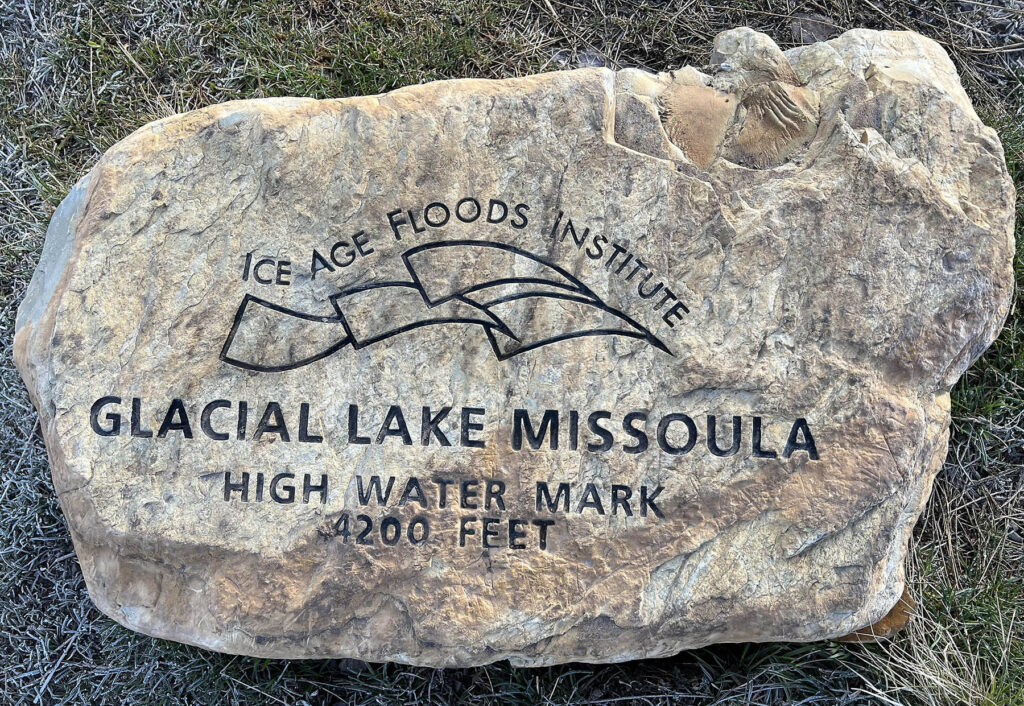 ICE AGE FLOODS INSTITUTE
GLACIAL LAKE MISSOULA
HIGH WATER MARK
4200 FEET